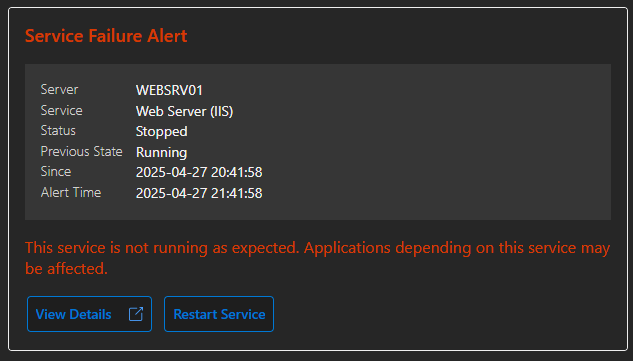 Service Failure Alert
Server WEBSRV01
Service Web Server (IIS)
Status Stopped
Previous State Running
Since 2025-04-27 20:41:58
Alert Time 2025-04-27 21:41:58
This service is not running as expected. Applications depending on this service may
be affected.
View Details
Restart Service